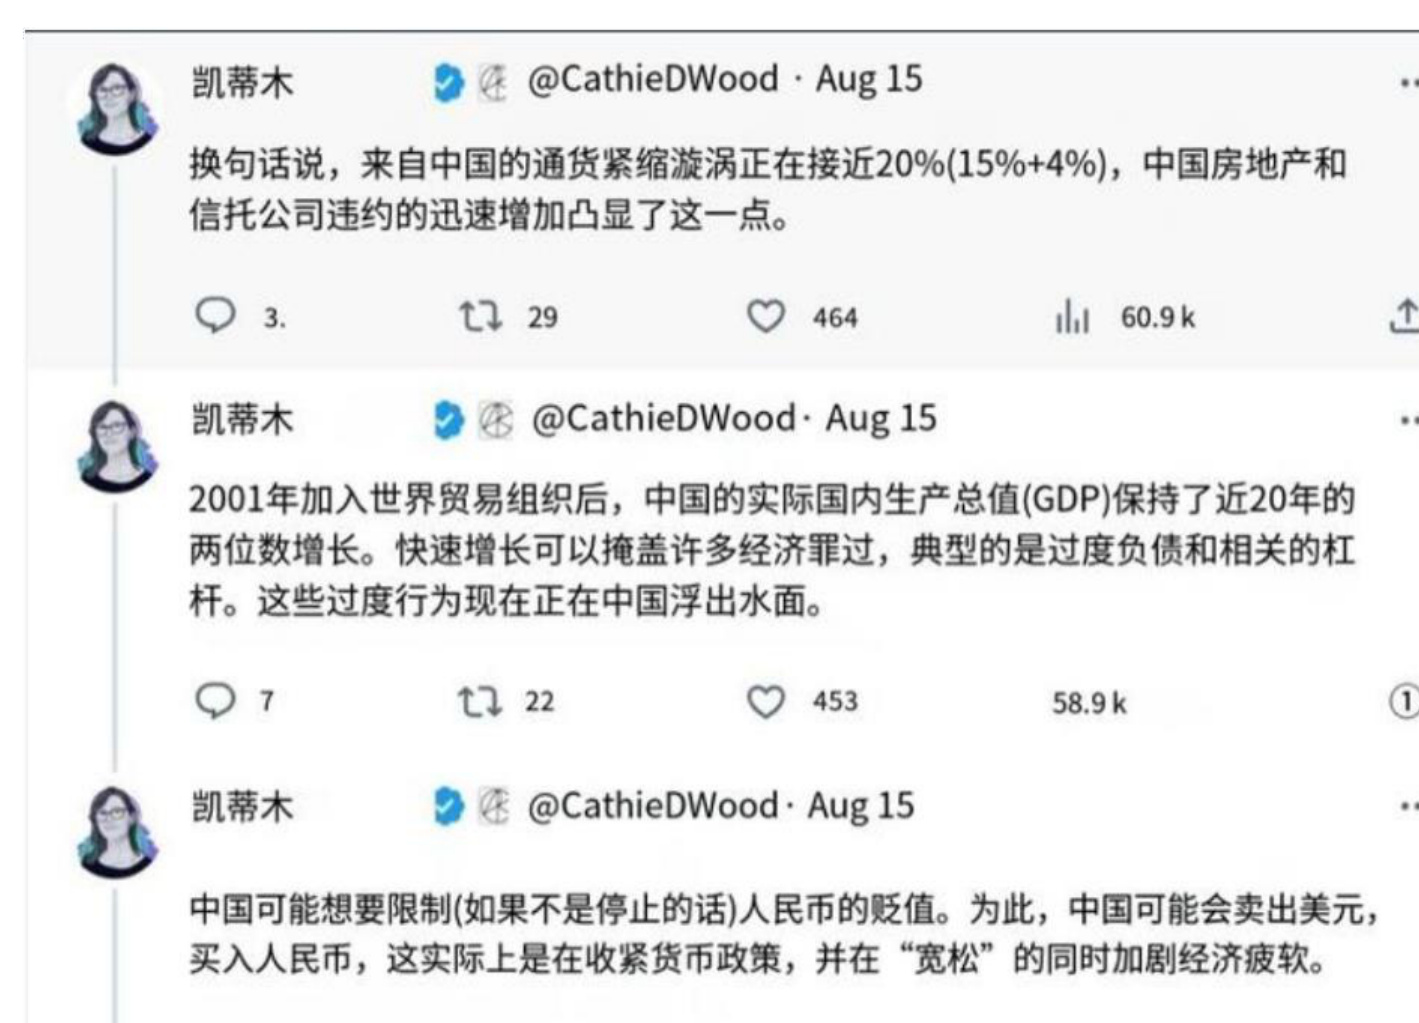 凯蒂木 @CathieDWood · Aug 15
换句话说，来自中国的通货紧缩漩涡正在接近20%(15%+4%)，中国房地产和
信托公司违约的迅速增加凸显了这一点。
3. 29 464 60.9 k
凯蒂木 @CathieDWood· Aug 15
2001年加入世界贸易组织后，中国的实际国内生产总值(GDP)保持了近20年的
两位数增长。快速增长可以掩盖许多经济罪过，典型的是过度负债和相关的杠
杆。这些过度行为现在正在中国浮出水面。
7 22 453 58.9 k ①
凯蒂木 @CathieDWood· Aug 15
中国可能想要限制(如果不是停止的话)人民币的贬值。为此，中国可能会卖出美元，
买入人民币，这实际上是在收紧货币政策，并在“宽松”的同时加剧经济疲软。